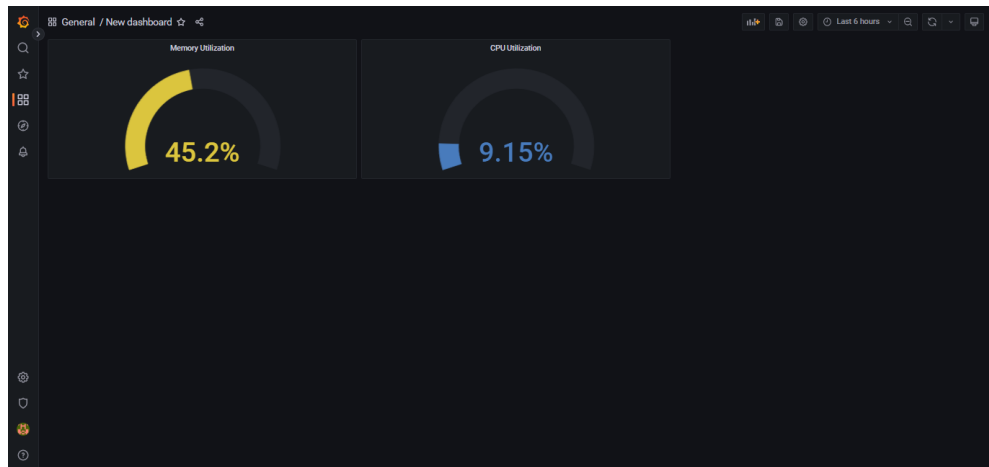 General / New dashboard
Last 6 hours
Memory Utilization
45.2%
CPU Utilization
9.15%